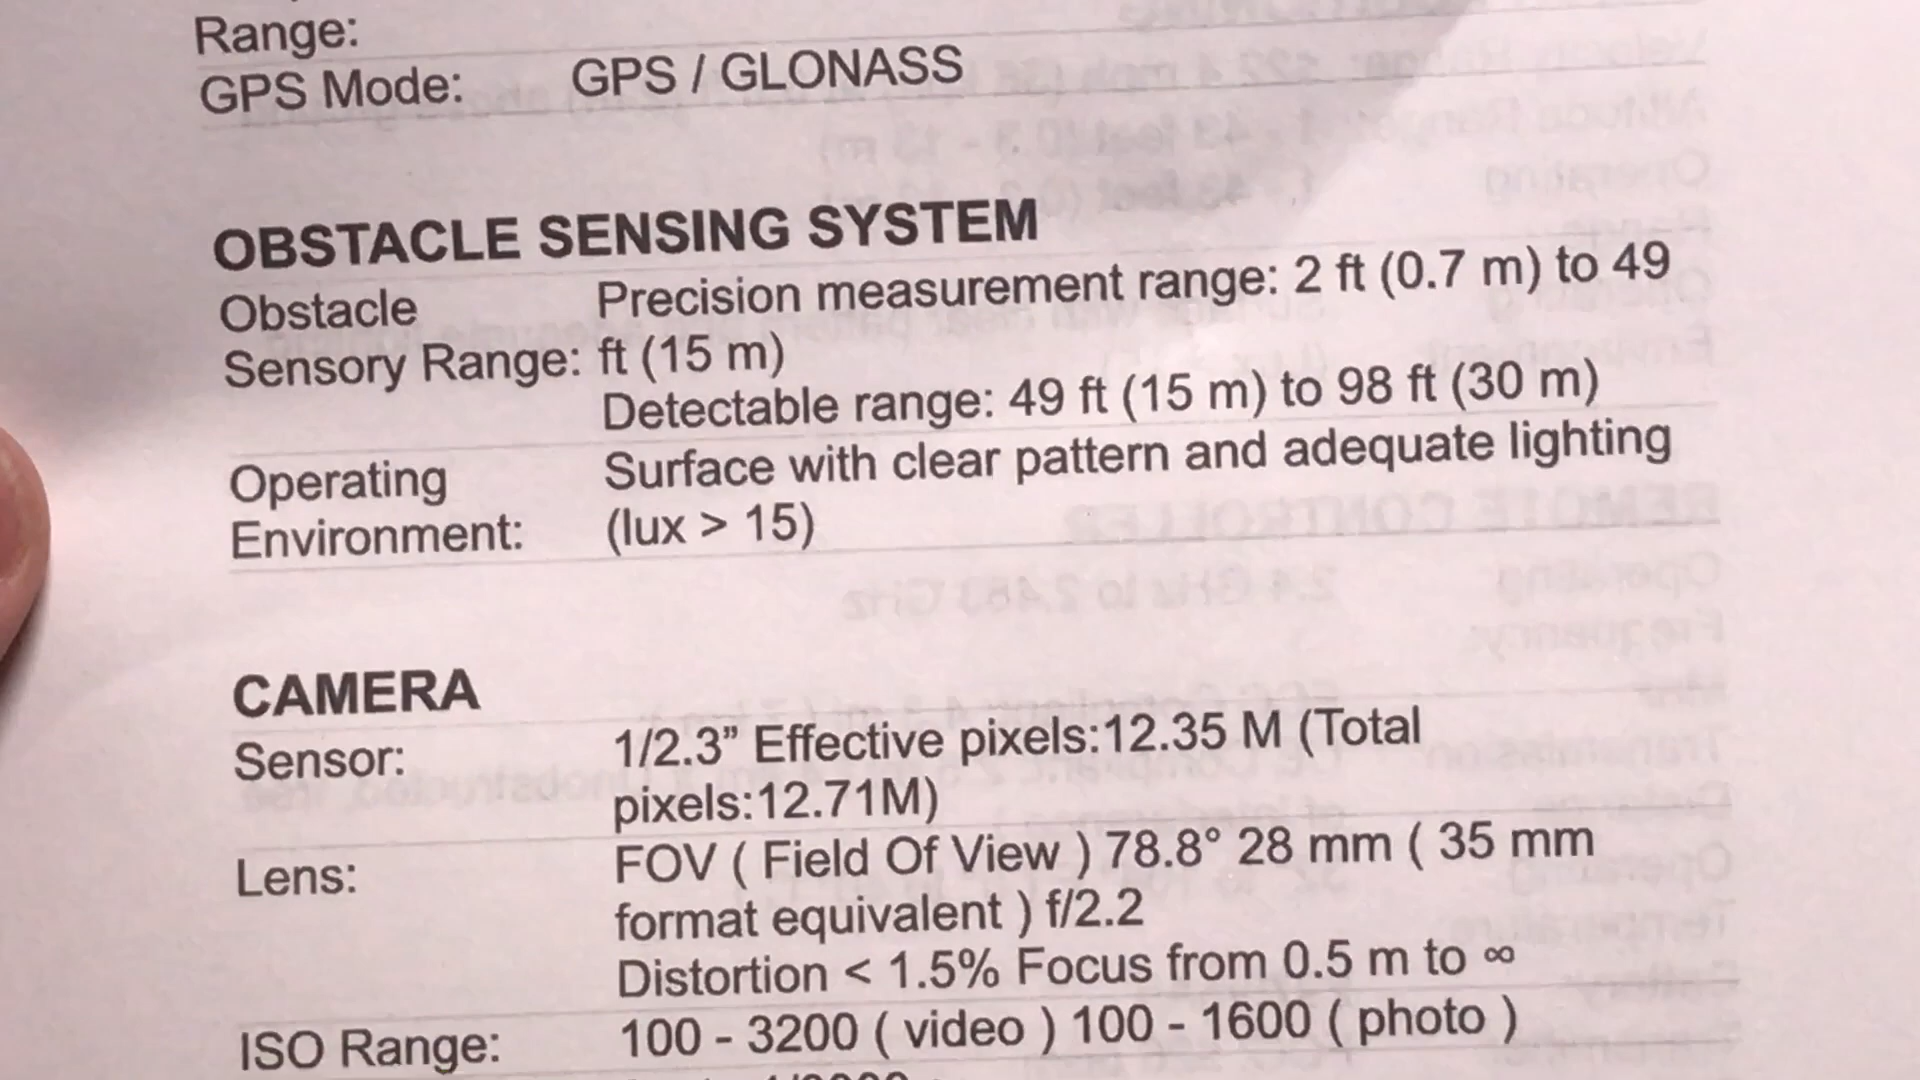 Range:
GPS Mode: GPS / GLONASS
OBSTACLE SENSING SYSTEM
Obstacle Precision measurement range: 2 ft (0.7 m) to 49
Sensory Range: ft (15 m)
Detectable range: 49 ft (15 m) to 98 ft (30 m)
Operating Surface with clear pattern and adequate lighting
Environment: (lux > 15)
CAMERA
Sensor: 1/2.3” Effective pixels:12.35 M (Total
pixels:12.71M)
Lens: FOV ( Field Of View ) 78.8° 28 mm ( 35 mm
format equivalent ) f/2.2
Distortion < 1.5% Focus from 0.5 m to ∞
ISO Range: 100 - 3200 ( video ) 100 - 1600 ( photo )